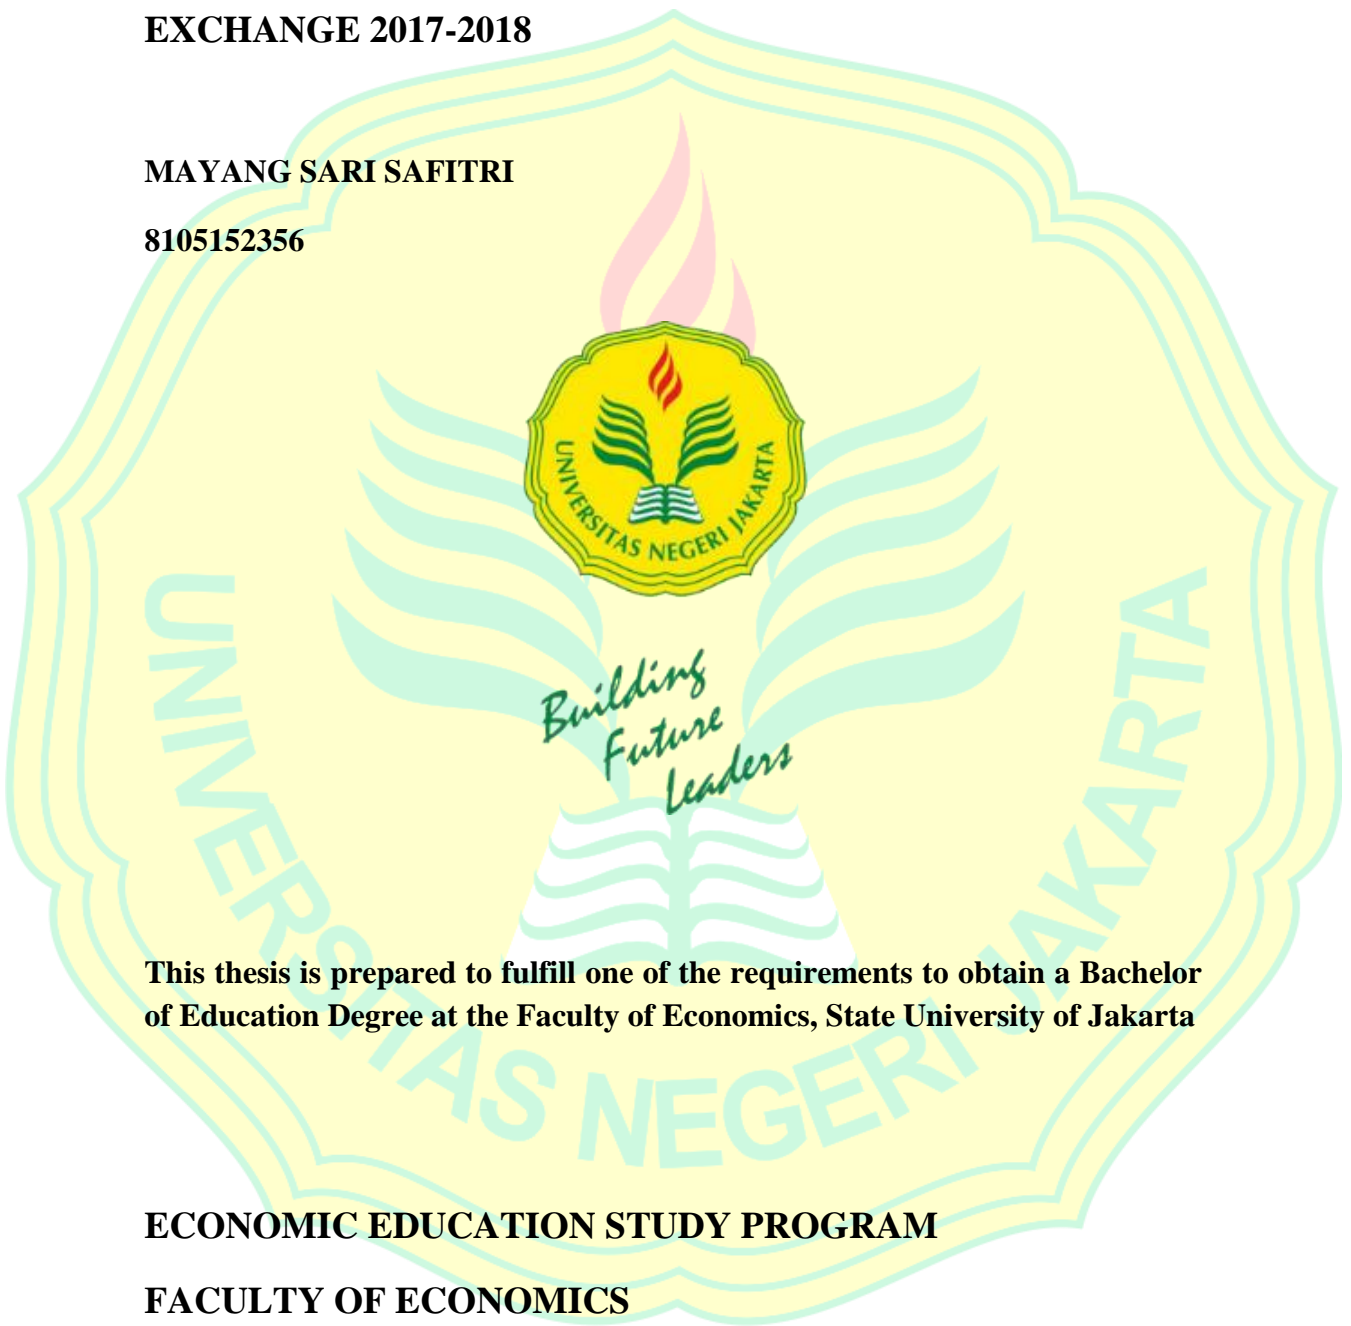 EXCHANGE 2017-2018
MAYANG SARI SAFITRI
8105152356
UNIVERSITAS NEGERI JAKARTA
Building
Future
Leaders
This thesis is prepared to fulfill one of the requirements to obtain a Bachelor
of Education Degree at the Faculty of Economics, State University of Jakarta
UNIVERSITAS NEGERI JAKARTA
ECONOMIC EDUCATION STUDY PROGRAM
FACULTY OF ECONOMICS